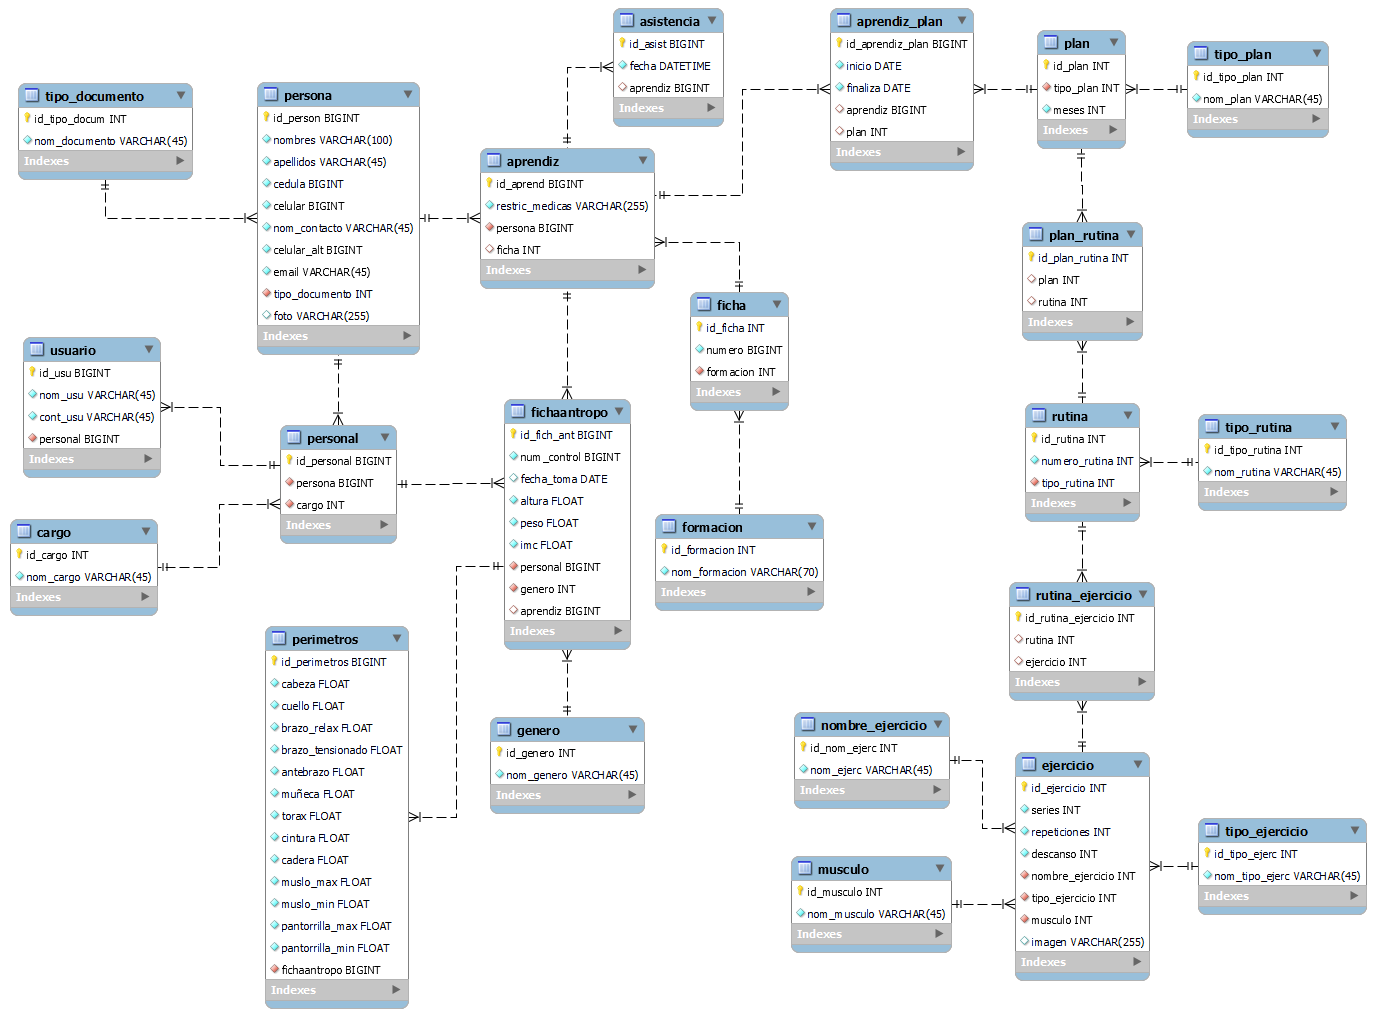 tipo_documento
id_tipo_docum INT
nom_documento VARCHAR(45)
Indexes
persona
id_person BIGINT
nombres VARCHAR(100)
apellidos VARCHAR(45)
cedula BIGINT
celular BIGINT
nom_contacto VARCHAR(45)
celular_alt BIGINT
email VARCHAR(45)
tipo_documento INT
foto VARCHAR(255)
Indexes
asistencia
id_asist BIGINT
fecha DATETIME
aprendiz BIGINT
Indexes
aprendiz_plan
id_aprendiz_plan BIGINT
inicio DATE
finaliza DATE
aprendiz BIGINT
plan INT
Indexes
plan
id_plan INT
tipo_plan INT
meses INT
Indexes
tipo_plan
id_tipo_plan INT
nom_plan VARCHAR(45)
Indexes
aprendiz
id_aprend BIGINT
restric_medicas VARCHAR(255)
persona BIGINT
ficha INT
Indexes
plan_rutina
id_plan_rutina INT
plan INT
rutina INT
Indexes
ficha
id_ficha INT
numero BIGINT
formacion INT
Indexes
usuario
id_usu BIGINT
nom_usu VARCHAR(45)
cont_usu VARCHAR(45)
personal BIGINT
Indexes
personal
id_personal BIGINT
persona BIGINT
cargo INT
Indexes
fichaantropo
id_fich_ant BIGINT
num_control BIGINT
fecha_toma DATE
altura FLOAT
peso FLOAT
imc FLOAT
personal BIGINT
genero INT
aprendiz BIGINT
Indexes
rutina
id_rutina INT
numero_rutina INT
tipo_rutina INT
Indexes
tipo_rutina
id_tipo_rutina INT
nom_rutina VARCHAR(45)
Indexes
cargo
id_cargo INT
nom_cargo VARCHAR(45)
Indexes
formacion
id_formacion INT
nom_formacion VARCHAR(70)
Indexes
rutina_ejercicio
id_rutina_ejercicio INT
rutina INT
ejercicio INT
Indexes
perimetros
id_perimetros BIGINT
cabeza FLOAT
cuello FLOAT
brazo_relax FLOAT
brazo_tensionado FLOAT
antebrazo FLOAT
muñeca FLOAT
torax FLOAT
cintura FLOAT
cadera FLOAT
muslo_max FLOAT
muslo_min FLOAT
pantorrilla_max FLOAT
pantorrilla_min FLOAT
fichaantropo BIGINT
Indexes
genero
id_genero INT
nom_genero VARCHAR(45)
Indexes
nombre_ejercicio
id_nom_ejerc INT
nom_ejerc VARCHAR(45)
Indexes
ejercicio
id_ejercicio INT
series INT
repeticiones INT
descanso INT
nombre_ejercicio INT
tipo_ejercicio INT
musculo INT
imagen VARCHAR(255)
Indexes
tipo_ejercicio
id_tipo_ejerc INT
nom_tipo_ejerc VARCHAR(45)
Indexes
musculo
id_musculo INT
nom_musculo VARCHAR(45)
Indexes